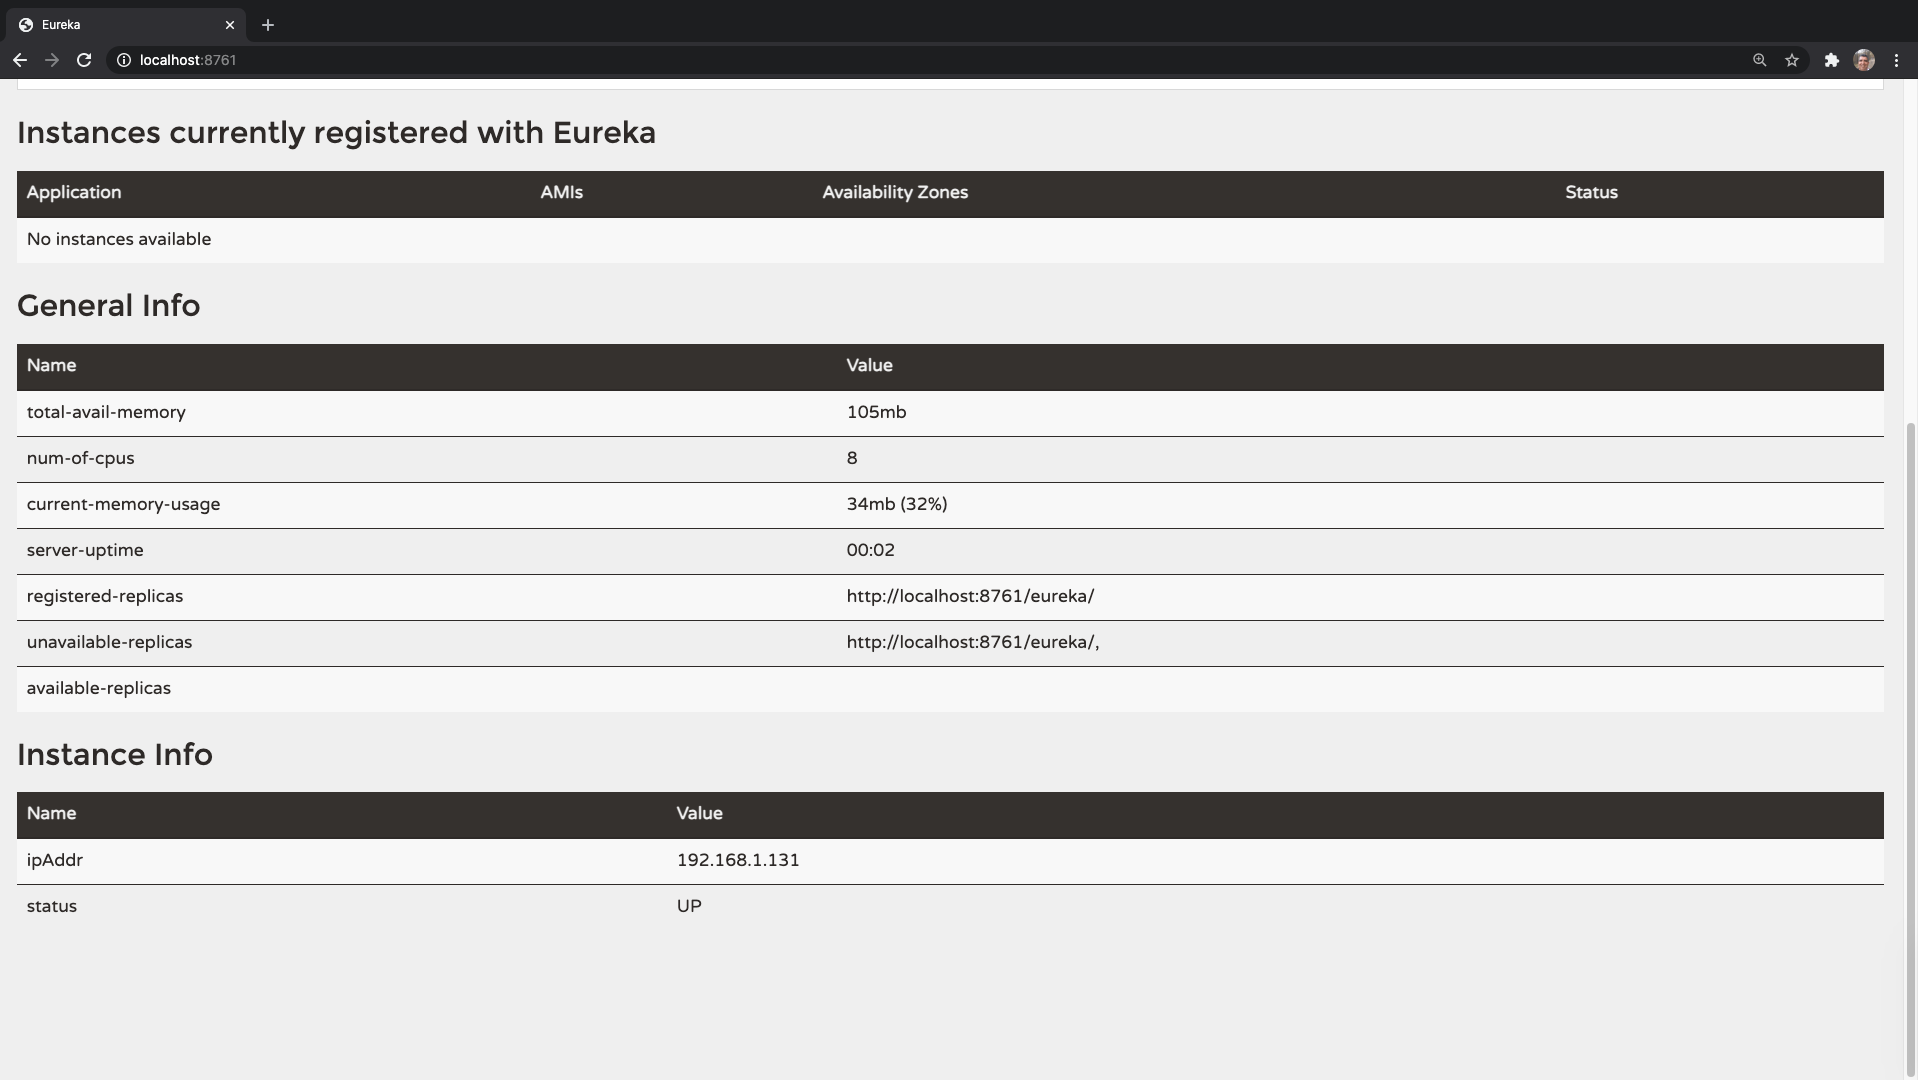 Eureka
localhost:8761
Instances currently registered with Eureka
Application AMIs Availability Zones Status
No instances available
General Info
Name Value
total-avail-memory 105mb
num-of-cpus 8
current-memory-usage 34mb (32%)
server-uptime 00:02
registered-replicas http://localhost:8761/eureka/
unavailable-replicas http://localhost:8761/eureka/,
available-replicas
Instance Info
Name Value
ipAddr 192.168.1.131
status UP